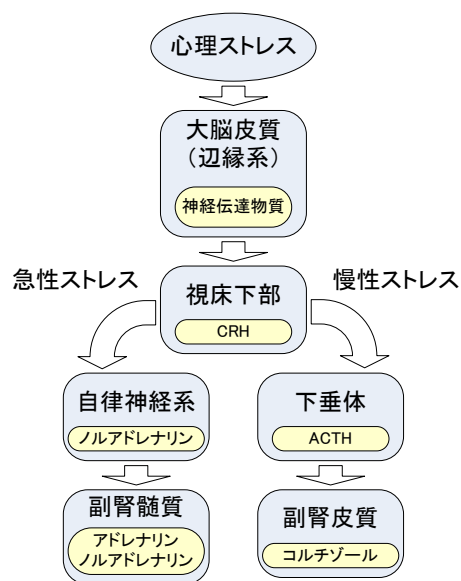 心理ストレス
大脳皮質
（辺縁系）
神経伝達物質
急性ストレス
慢性ストレス
視床下部
CRH
自律神経系
ノルアドレナリン
下垂体
ACTH
副腎髄質
アドレナリン
ノルアドレナリン
副腎皮質
コルチゾール